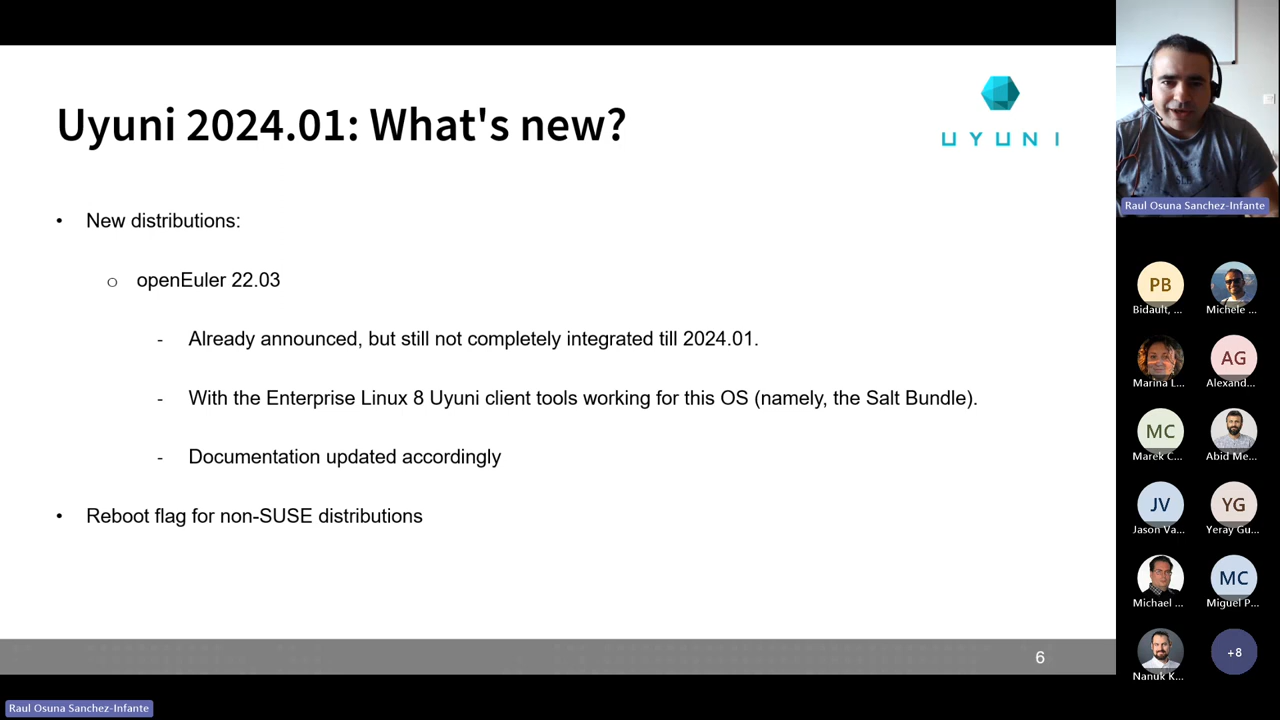 Uyuni 2024.01: What's new?
UYUNI
• New distributions:
o openEuler 22.03
- Already announced, but still not completely integrated till 2024.01.
- With the Enterprise Linux 8 Uyuni client tools working for this OS (namely, the Salt Bundle).
- Documentation updated accordingly
• Reboot flag for non-SUSE distributions
6
Raul Osuna Sanchez-Infante
Raul Osuna Sanchez-Infante
PB
Bidault, ...
Michele ...
Marina L...
AG
Alexand...
MC
Marek C...
Abid Me...
JV
Jason Va...
YG
Yeray Gu...
Michael ...
MC
Miguel P...
Nanuk K...
+8